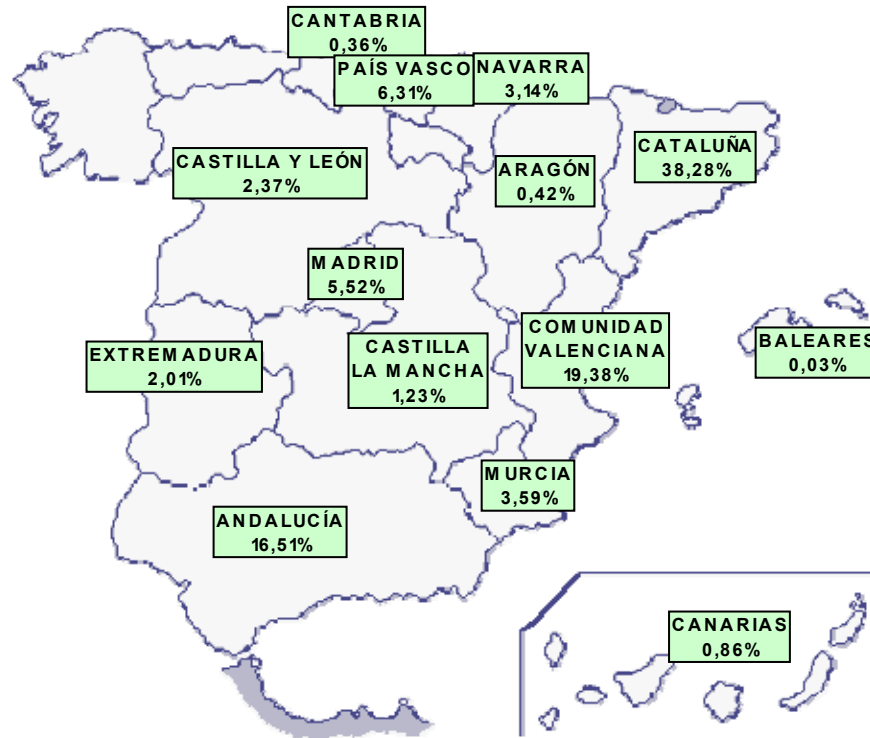 CANTABRIA
0,36%
PAÍS VASCO
6,31%
NAVARRA
3,14%
CATALUÑA
38,28%
CASTILLA Y LEÓN
2,37%
ARAGÓN
0,42%
MADRID
5,52%
COMUNIDAD
VALENCIANA
19,38%
BALEARES
0,03%
EXTREMADURA
2,01%
CASTILLA
LA MANCHA
1,23%
MURCIA
3,59%
ANDALUCÍA
16,51%
CANARIAS
0,86%